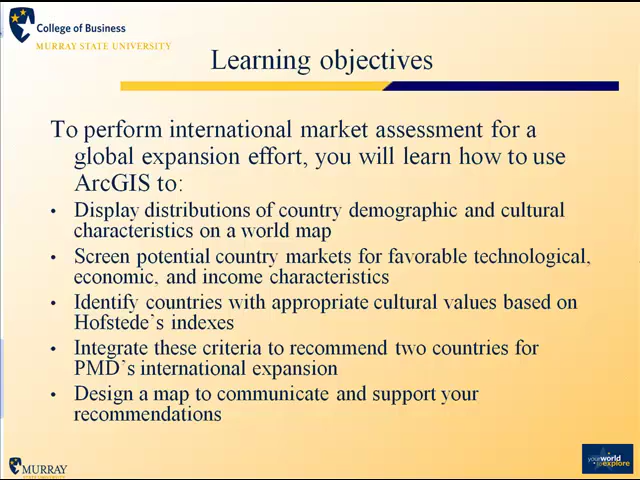 College of Business
MURRAY STATE UNIVERSITY
Learning objectives
To perform international market assessment for a
global expansion effort, you will learn how to use
ArcGIS to:
• Display distributions of country demographic and cultural
characteristics on a world map
• Screen potential country markets for favorable technological,
economic, and income characteristics
• Identify countries with appropriate cultural values based on
Hofstede's indexes
• Integrate these criteria to recommend two countries for
PMD's international expansion
• Design a map to communicate and support your
recommendations
MURRAY
STATE UNIVERSITY
your world
to explore